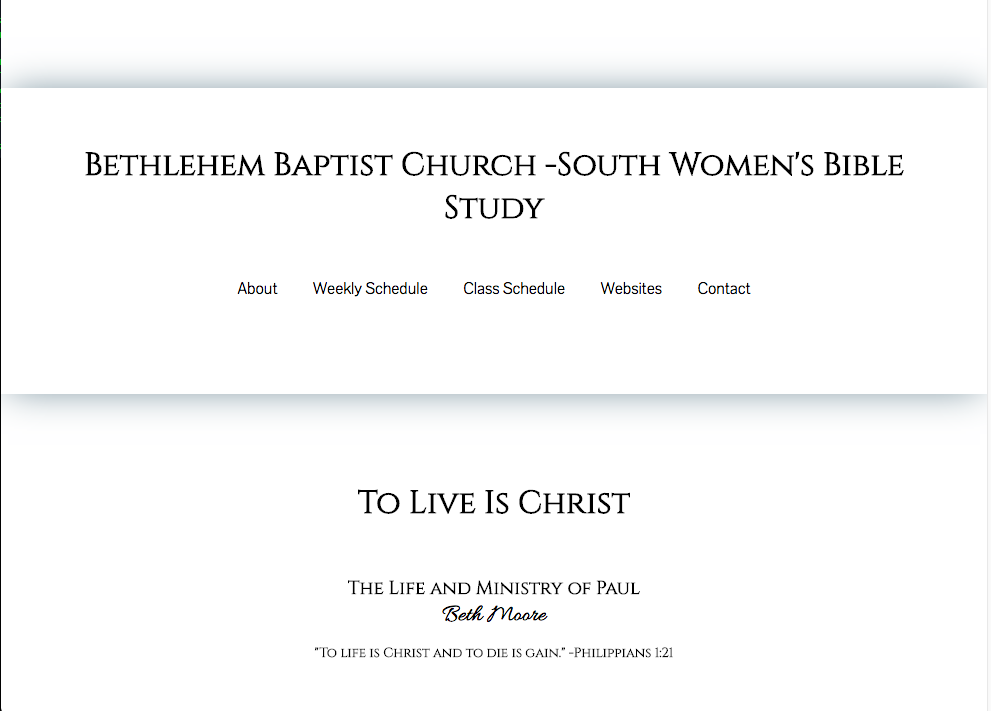 Bethlehem Baptist Church -South Women's Bible
Study
About Weekly Schedule Class Schedule Websites Contact
To Live Is Christ
The Life and Ministry of Paul
Beth Moore
"To life is Christ and to die is gain." -Philippians 1:21